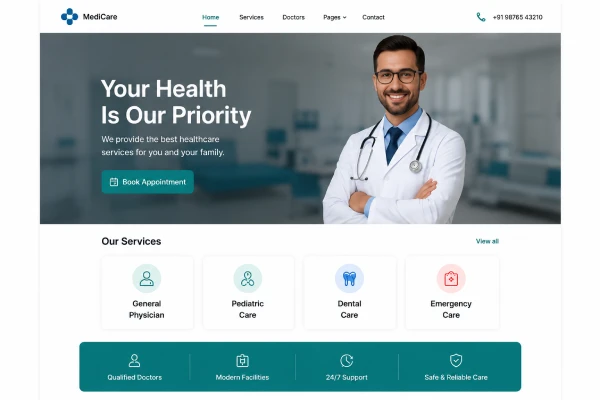 MediCare
Home Services Doctors Pages Contact
+91 98765 43210
Your Health
Is Our Priority
We provide the best healthcare
services for you and your family.
Book Appointment
Our Services
View all
General
Physician
Pediatric
Care
Dental
Care
Emergency
Care
Qualified Doctors
Modern Facilities
24/7 Support
Safe & Reliable Care